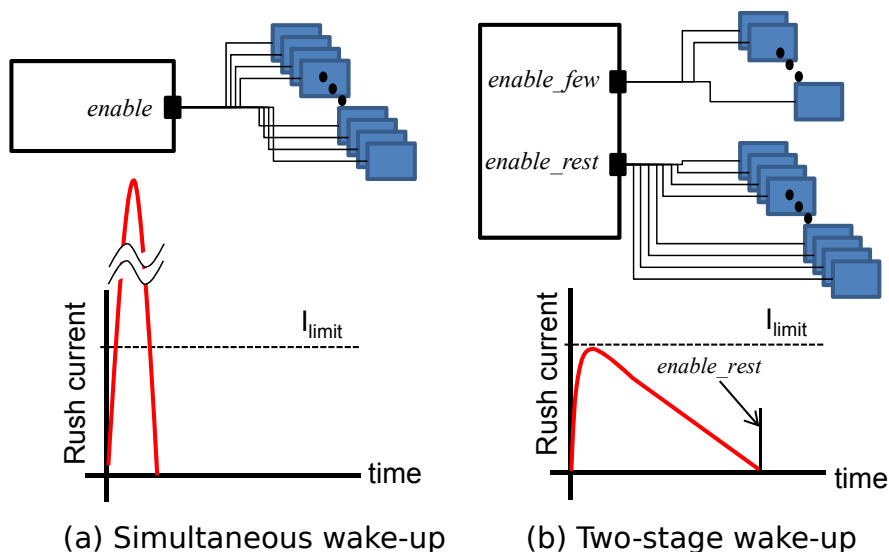 enable
Rush current
I_limit
time
(a) Simultaneous wake-up
enable_few
enable_rest
Rush current
I_limit
enable_rest
time
(b) Two-stage wake-up